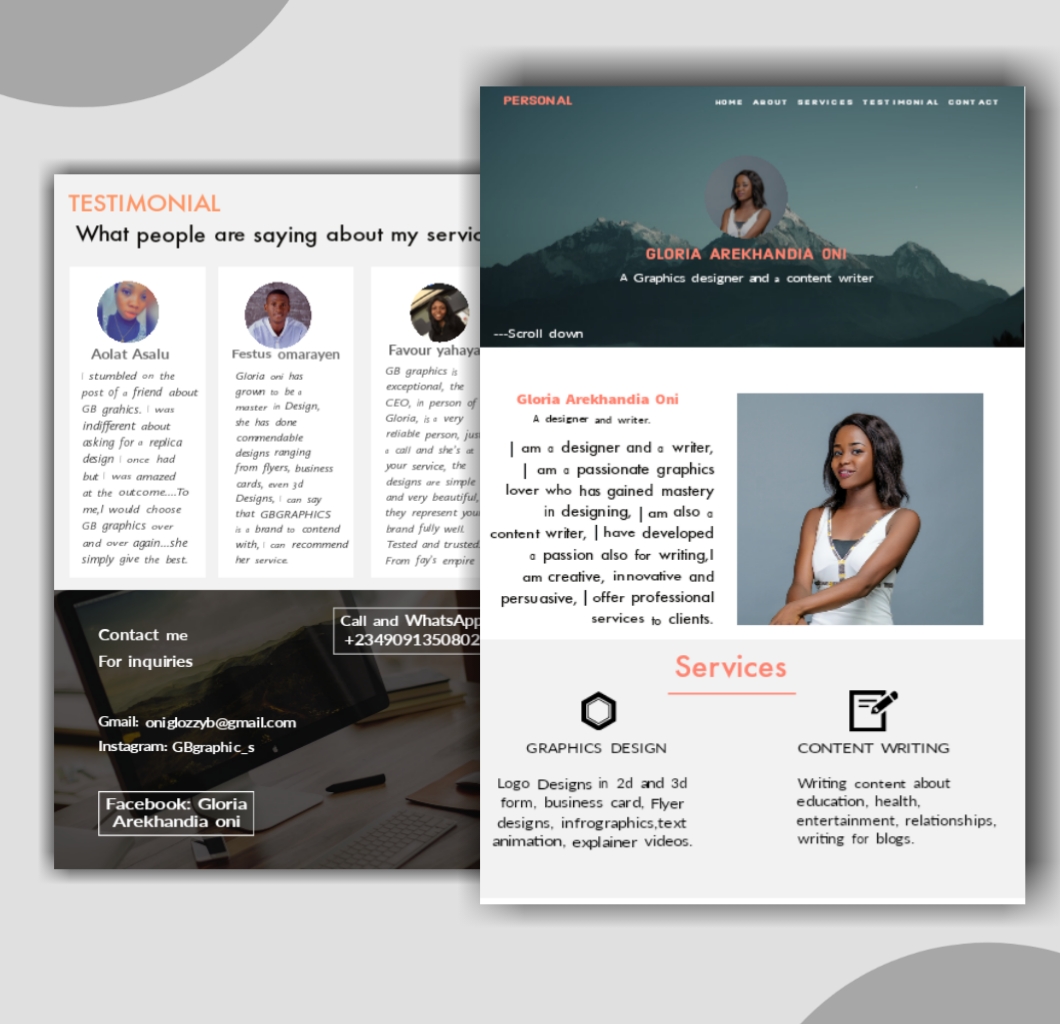 TESTIMONIAL
What people are saying about my servic
Aolat Asalu
I stumbled on the
post of a friend about
GB grahics. I was
indifferent about
asking for a replica
design I once had
but I was amazed
at the outcome....To
me,I would choose
GB graphics over
and over again...she
simply give the best.
Festus omarayen
Gloria oni has
grown to be a
master in Design,
she has done
commendable
designs ranging
from flyers, business
cards, even 3d
Designs, I can say
that GBGRAPHICS
is a brand to contend
with, I can recommend
her service.
Favour yahaya
GB graphics is
exceptional, the
CEO, in person of
Gloria, is a very
reliable person, jus
a call and she's at
your service, the
designs are simple
and very beautiful,
they represent you
brand fully well.
Tested and trusted.
From fay's empire
Contact me
For inquiries
Call and WhatsApp
+2349091350802
Gmail: oniglozzyb@gmail.com
Instagram: GBgraphic_s
Facebook: Gloria
Arekhandia oni
PERSONAL
HOME ABOUT SERVICES TESTIMONIAL CONTACT
GLORIA AREKHANDIA ONI
A Graphics designer and a content writer
---Scroll down
Gloria Arekhandia Oni
A designer and writer.
I am a designer and a writer,
I am a passionate graphics
lover who has gained mastery
in designing, I am also a
content writer, I have developed
a passion also for writing,I
am creative, innovative and
persuasive, I offer professional
services to clients.
Services
GRAPHICS DESIGN
Logo Designs in 2d and 3d
form, business card, Flyer
designs, infrographics,text
animation, explainer videos.
CONTENT WRITING
Writing content about
education, health,
entertainment, relationships,
writing for blogs.